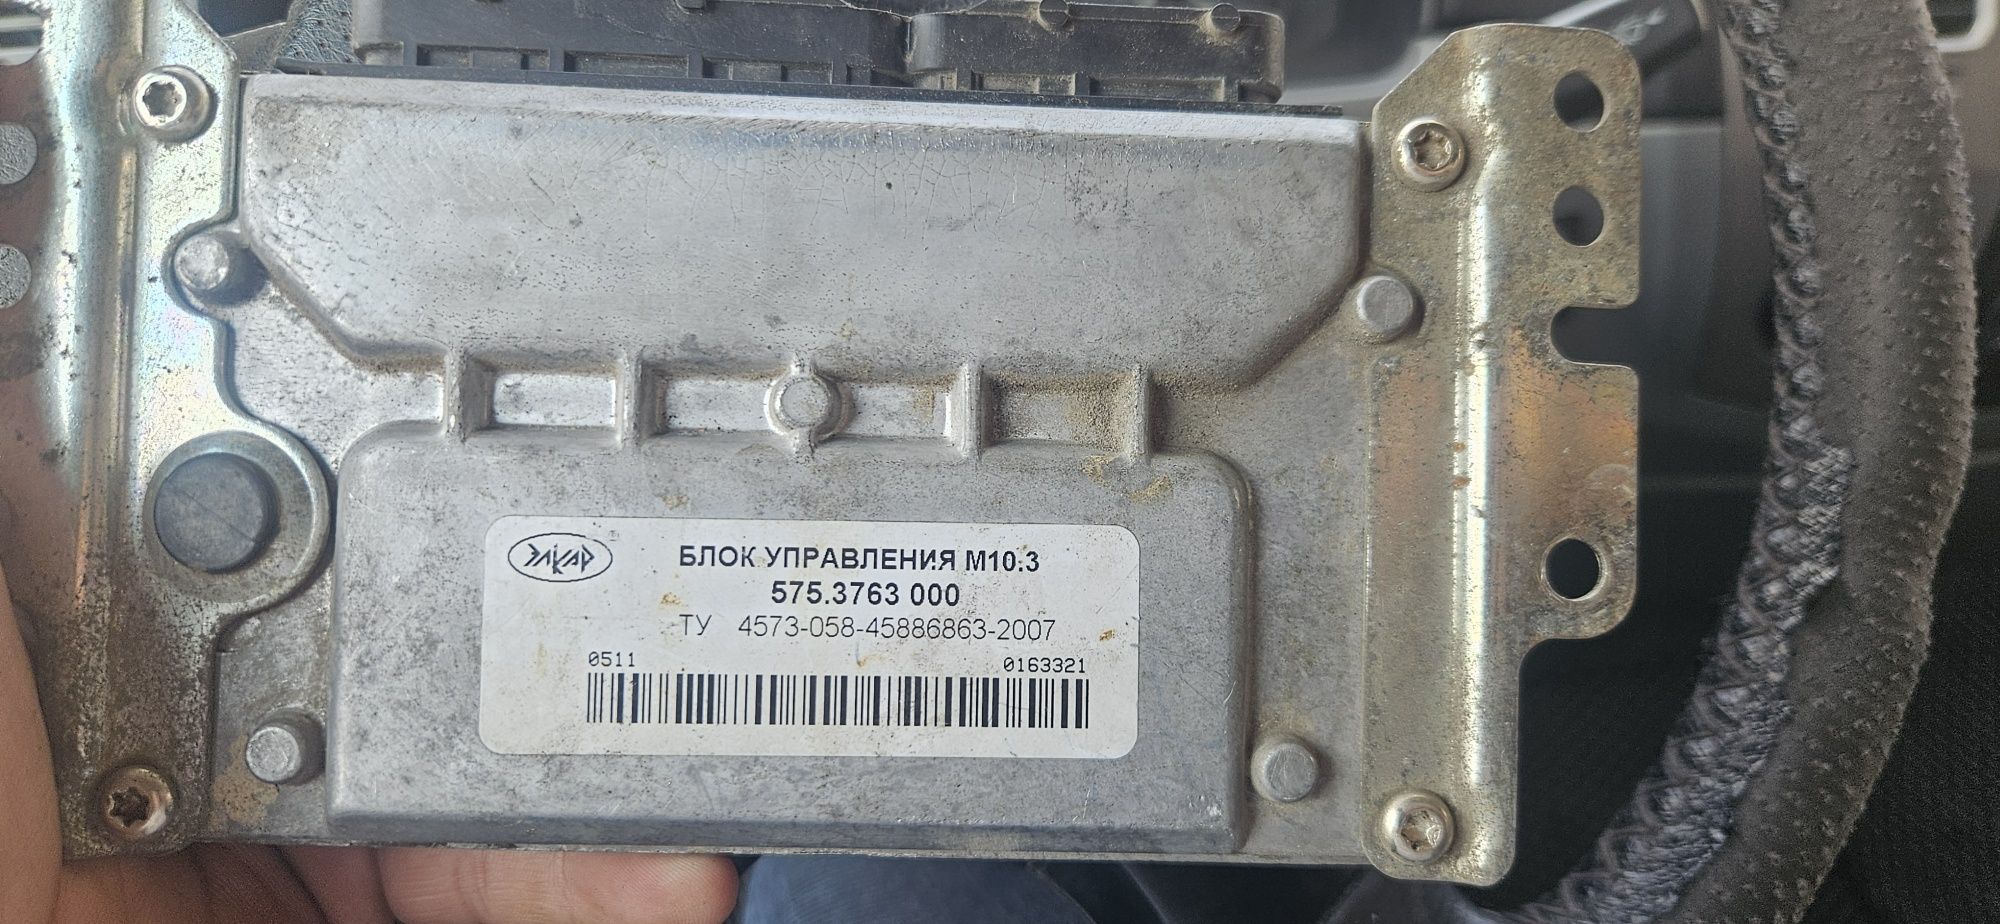 ЭЛКАР®
БЛОК УПРАВЛЕНИЯ М10.3
575.3763 000
ТУ 4573-058-45886863-2007
0511 0163321